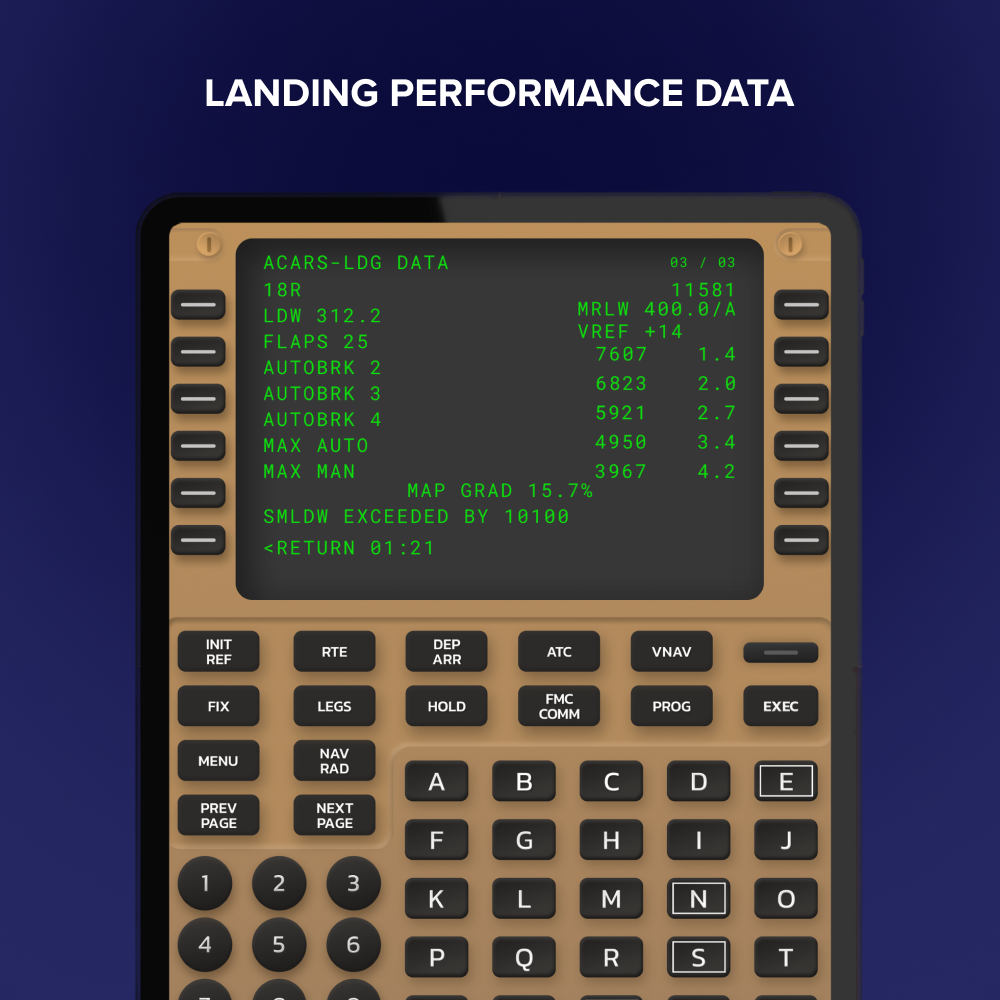 LANDING PERFORMANCE DATA
ACARS-LDG DATA 03 / 03
18R 11581
LDW 312.2 MRLW 400.0/A
FLAPS 25 VREF +14
AUTOBRK 2 7607 1.4
AUTOBRK 3 6823 2.0
AUTOBRK 4 5921 2.7
MAX AUTO 4950 3.4
MAX MAN 3967 4.2
MAP GRAD 15.7%
SMLDW EXCEEDED BY 10100
<RETURN 01:21
INIT REF RTE DEP ARR ATC VNAV
FIX LEGS HOLD FMC COMM PROG EXEC
MENU NAV RAD
PREV PAGE NEXT PAGE
A B C D E
F G H I J
K L M N O
P Q R S T
1 2 3
4 5 6